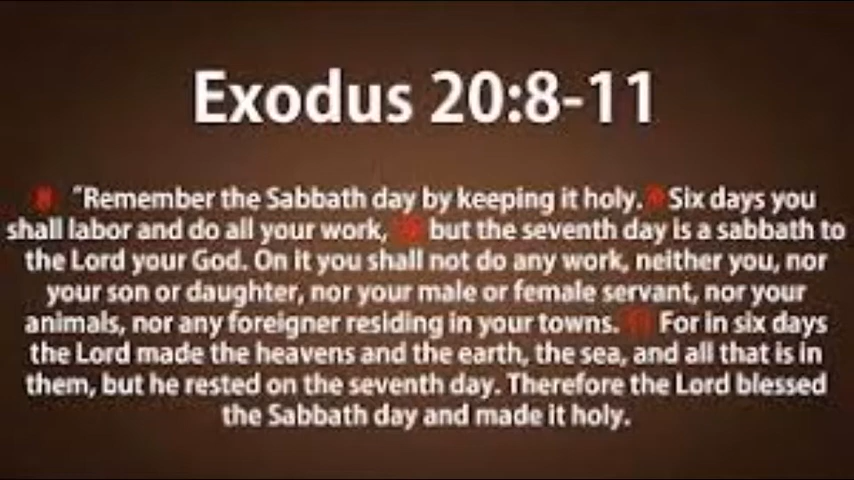 Exodus 20:8-11
8 "Remember the Sabbath day by keeping it holy. 9 Six days you
shall labor and do all your work, 10 but the seventh day is a sabbath to
the Lord your God. On it you shall not do any work, neither you, nor
your son or daughter, nor your male or female servant, nor your
animals, nor any foreigner residing in your towns. 11 For in six days
the Lord made the heavens and the earth, the sea, and all that is in
them, but he rested on the seventh day. Therefore the Lord blessed
the Sabbath day and made it holy.